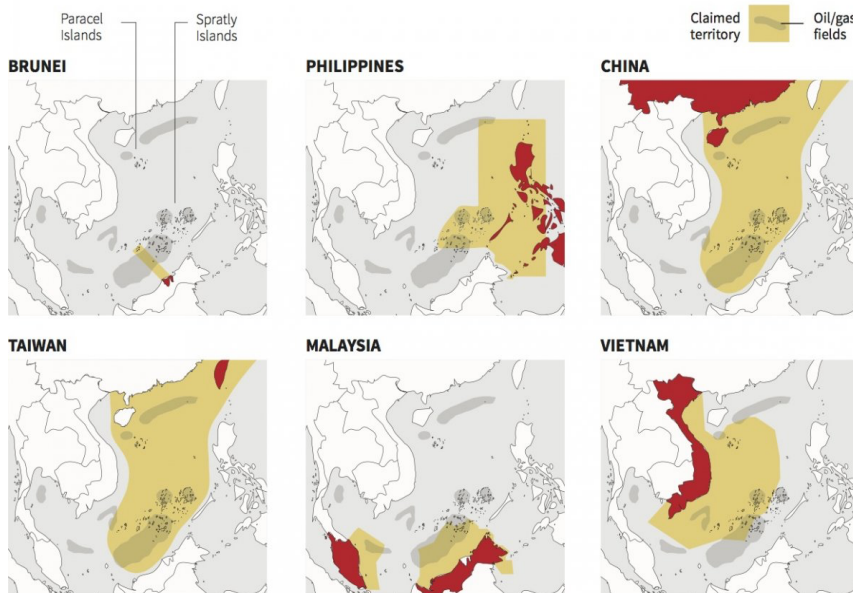 Paracel
Islands
Spratly
Islands
Claimed
territory
Oil/gas
fields
BRUNEI
PHILIPPINES
CHINA
TAIWAN
MALAYSIA
VIETNAM